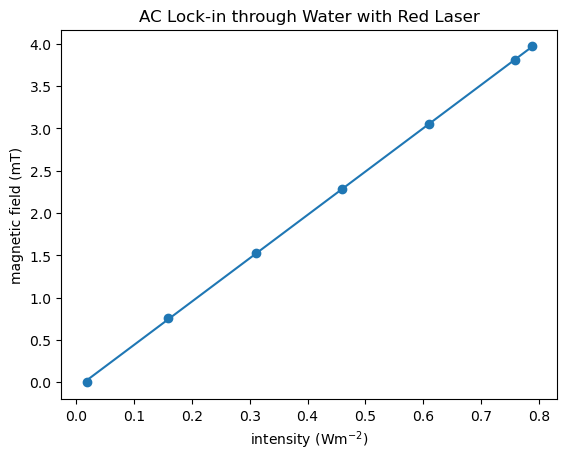 AC Lock-in through Water with Red Laser
magnetic field (mT)
4.0
3.5
3.0
2.5
2.0
1.5
1.0
0.5
0.0
0.0 0.1 0.2 0.3 0.4 0.5 0.6 0.7 0.8
intensity (Wm⁻²)